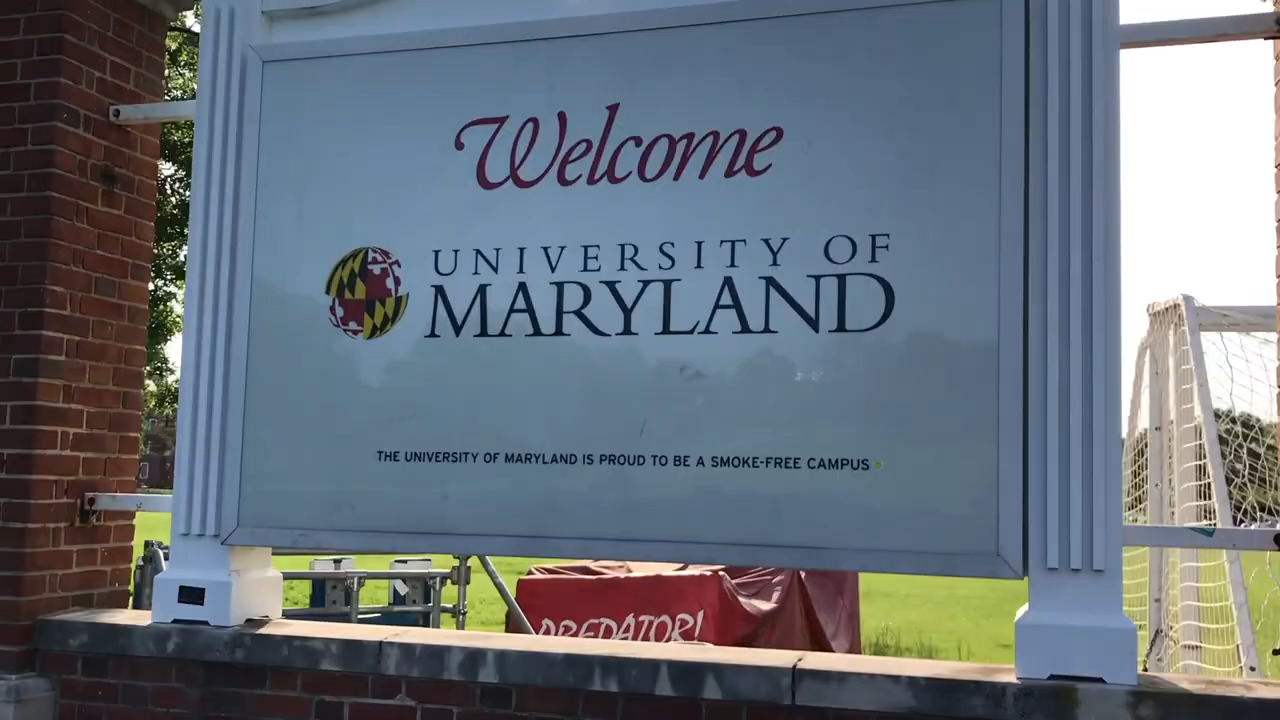 Welcome
UNIVERSITY OF
MARYLAND
THE UNIVERSITY OF MARYLAND IS PROUD TO BE A SMOKE-FREE CAMPUS
PREDATOR!